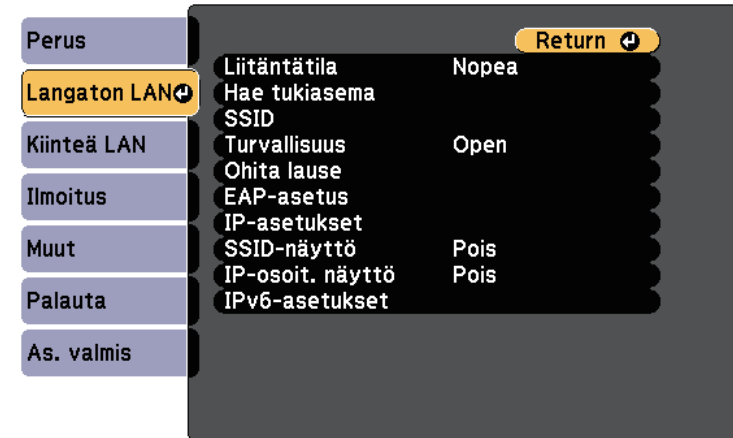 Perus
Langaton LAN
Kiinteä LAN
Ilmoitus
Muut
Palauta
As. valmis
Return
Liitäntätila Nopea
Hae tukiasema
SSID
Turvallisuus Open
Ohita lause
EAP-asetus
IP-asetukset
SSID-näyttö Pois
IP-osoit. näyttö Pois
IPv6-asetukset